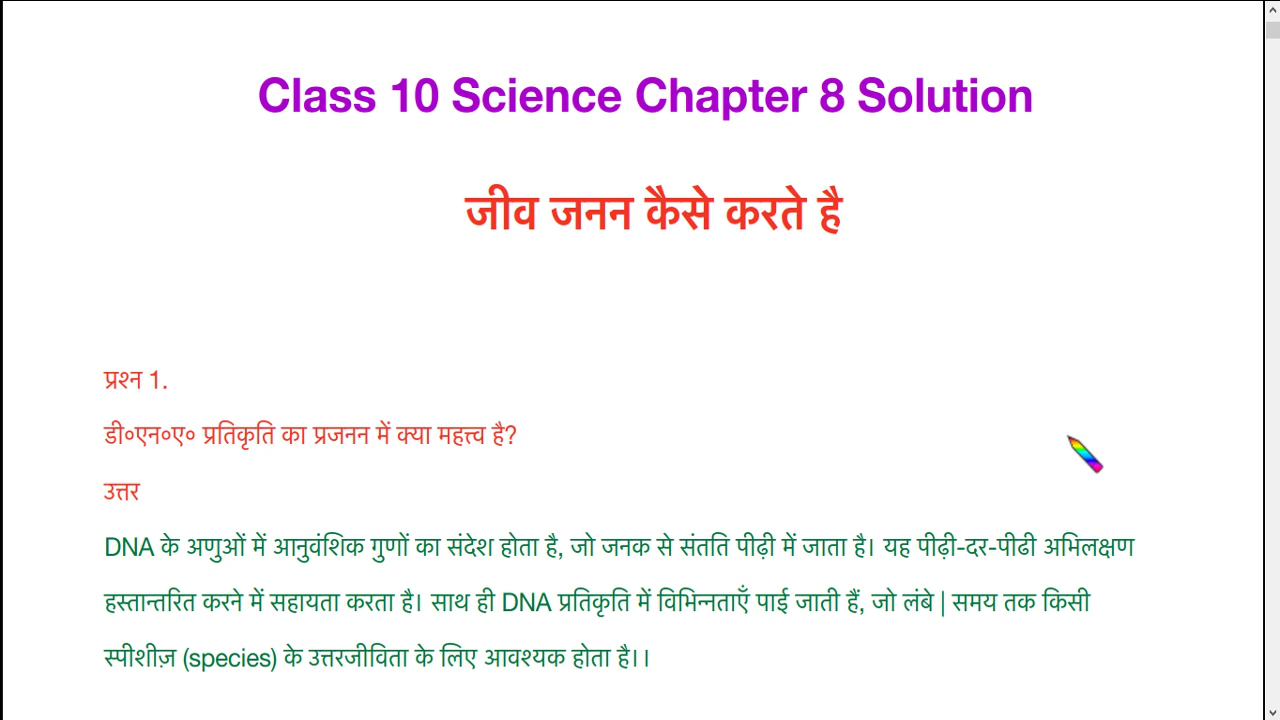 Class 10 Science Chapter 8 Solution
जीव जनन कैसे करते है
प्रश्न 1.
डी॰एन॰ए॰ प्रतिकृति का प्रजनन में क्या महत्त्व है?
उत्तर
DNA के अणुओं में आनुवंशिक गुणों का संदेश होता है, जो जनक से संतति पीढ़ी में जाता है। यह पीढ़ी-दर-पीढी अभिलक्षण
हस्तान्तरित करने में सहायता करता है। साथ ही DNA प्रतिकृति में विभिन्नताएँ पाई जाती हैं, जो लंबे | समय तक किसी
स्पीशीज़ (species) के उत्तरजीविता के लिए आवश्यक होता है।।